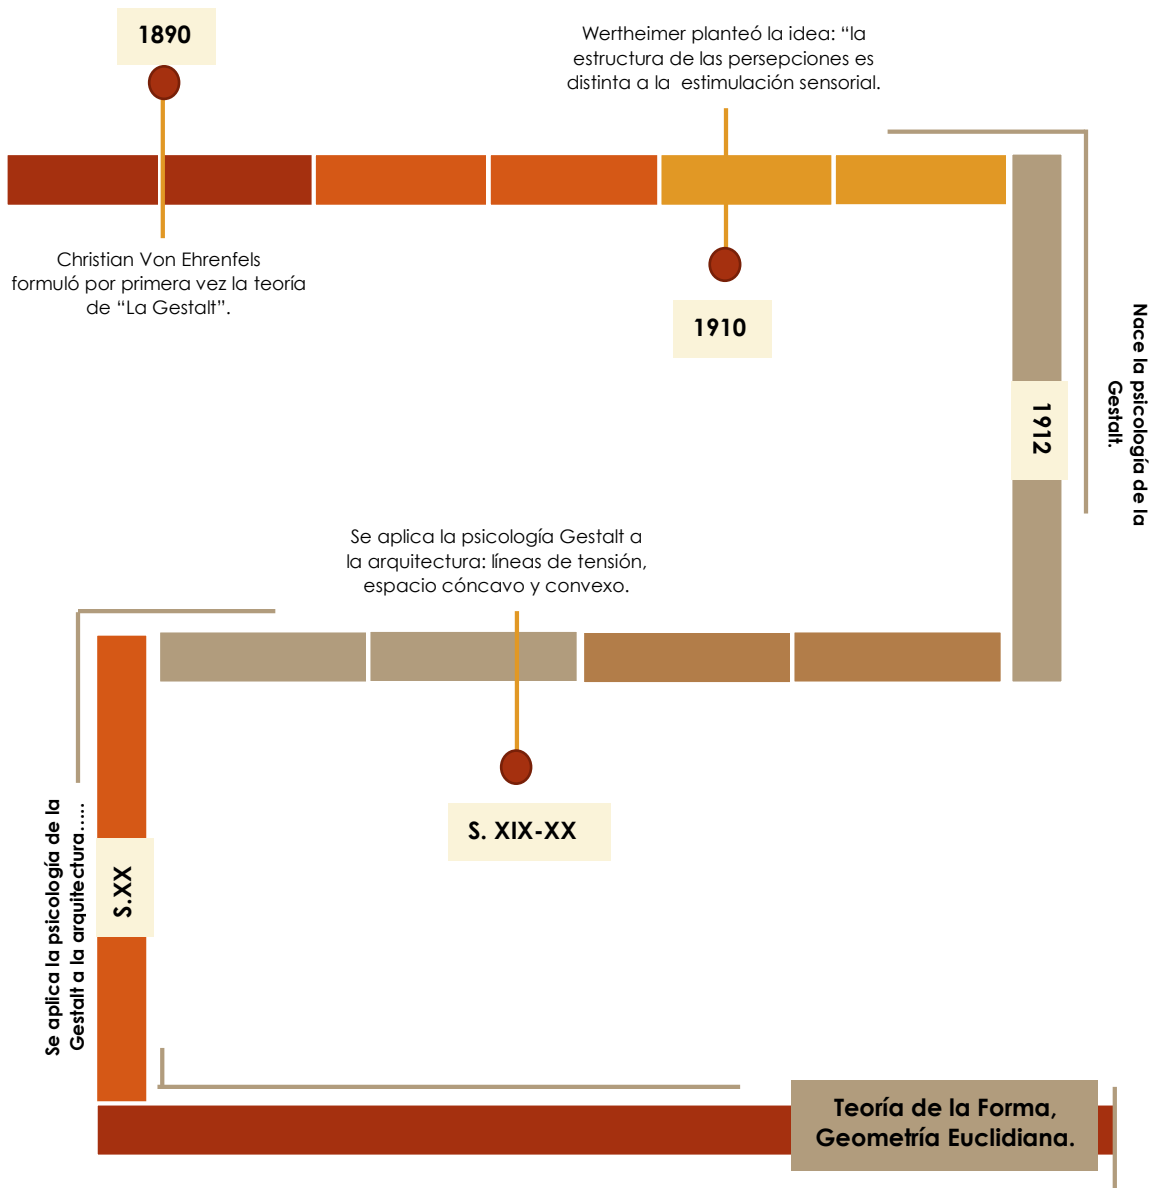 1890
Christian Von Ehrenfels
formuló por primera vez la teoría
de “La Gestalt”.
Wertheimer planteó la idea: “la
estructura de las persepciones es
distinta a la estimulación sensorial.
1910
Nace la psicología de la
Gestalt.
1912
Se aplica la psicología Gestalt a
la arquitectura: líneas de tensión,
espacio cóncavo y convexo.
S. XIX-XX
Se aplica la psicología de la
Gestalt a la arquitectura.....
S.XX
Teoría de la Forma,
Geometría Euclidiana.